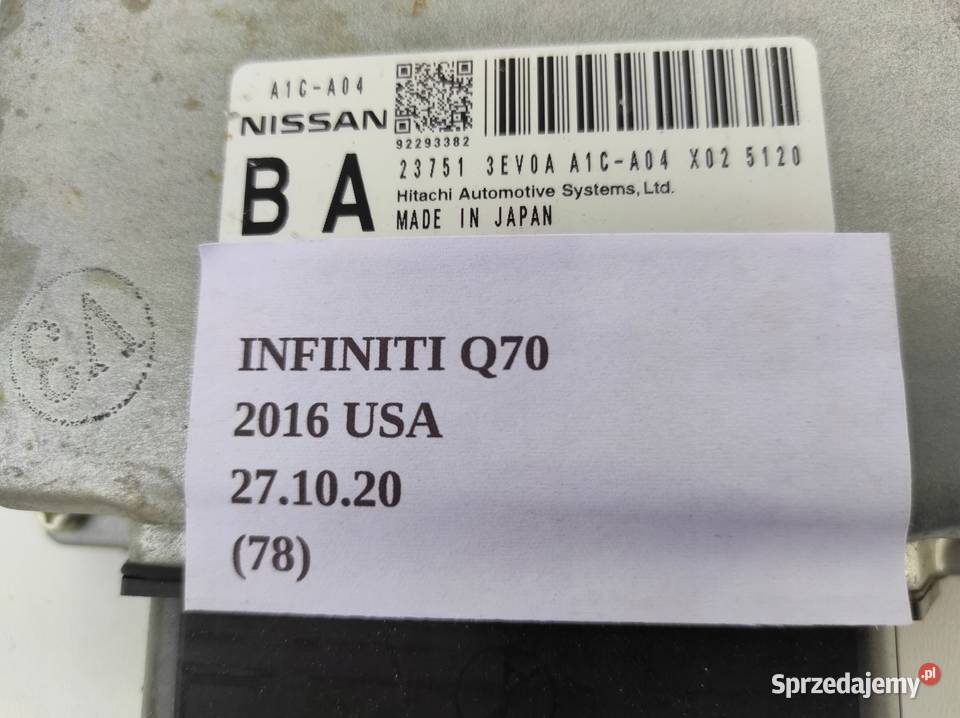 A1C-A04
NISSAN
92293382
BA
23751 3EV0A A1C-A04 X02 5120
Hitachi Automotive Systems, Ltd.
MADE IN JAPAN
INFINITI Q70
2016 USA
27.10.20
(78)
Sprzedajemy.pl